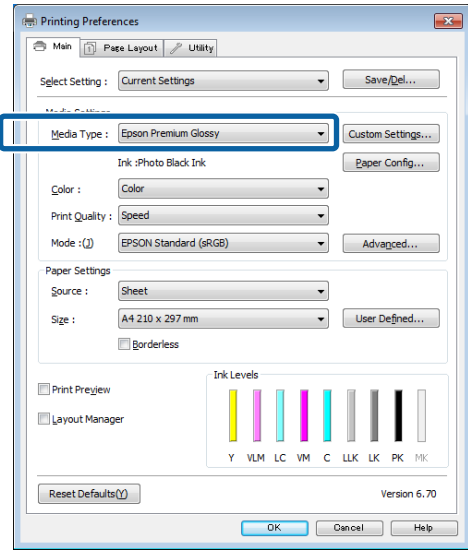 Printing Preferences
Main Page Layout Utility
Select Setting : Current Settings Save/Del...
Media Settings
Media Type : Epson Premium Glossy Custom Settings...
Ink :Photo Black Ink Paper Config...
Color : Color
Print Quality : Speed
Mode :(J) EPSON Standard (sRGB) Advanced...
Paper Settings
Source : Sheet
Size : A4 210 x 297 mm User Defined...
Borderless
Ink Levels
Print Preview
Layout Manager
Y VLM LC VM C LLK LK PK MK
Reset Defaults(Y) Version 6.70
OK Cancel Help